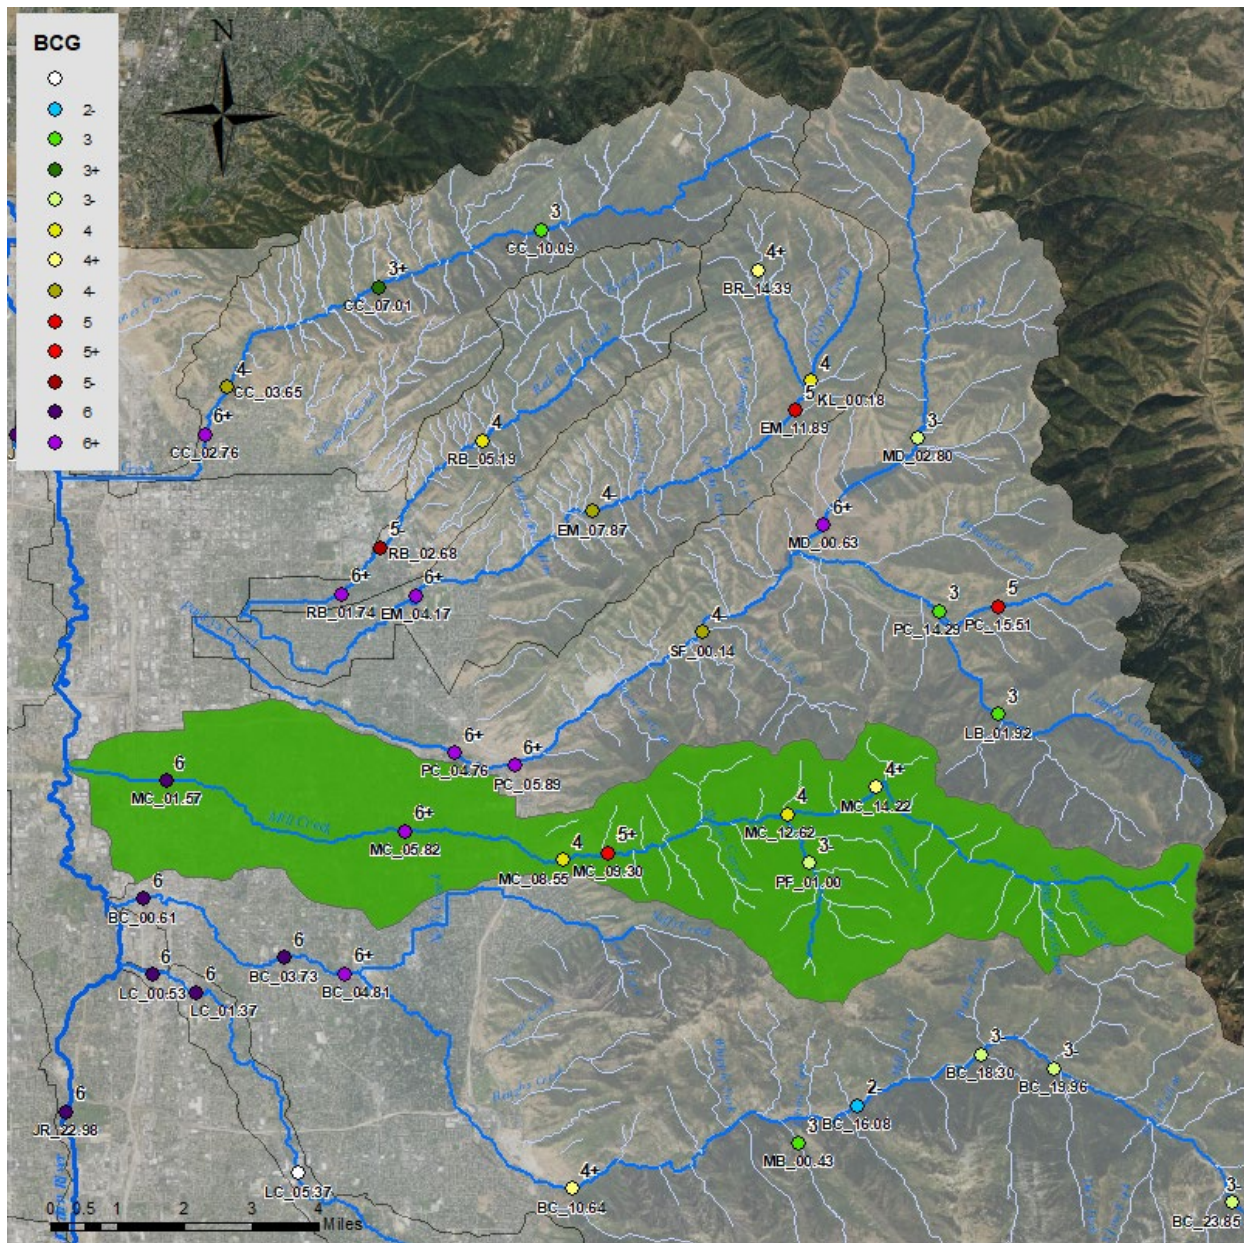 BCG
N
2-
3
3+
3-
4
4+
4-
5
5+
5-
6
6+
3
CC_10.09
3+
CC_07.01
4-
CC_03.65
6+
CC_02.76
4+
BR_14.39
4
KL_00.18
5
EM_11.89
3-
MD_02.80
4
RB_05.19
4-
EM_07.87
6+
MD_00.63
5-
RB_02.68
6+
RB_01.74
6+
EM_04.17
3
PC_14.29
5
PC_15.51
4-
SF_00.14
3
LB_01.92
6+
PC_04.76
6+
PC_05.89
6
MC_01.57
Mill Creek
6+
MC_05.82
4
MC_08.55
5+
MC_09.30
4
MC_12.62
4+
MC_14.22
3-
PF_01.00
6
BC_00.61
6
BC_03.73
6+
BC_04.81
6
LC_00.53
6
LC_01.37
3-
BC_18.30
3-
BC_19.96
2-
BC_16.08
3
MB_00.43
6
JR_22.98
LC_05.37
4+
BC_10.64
3-
BC_23.85
0 0.5 1 2 3 4
Miles